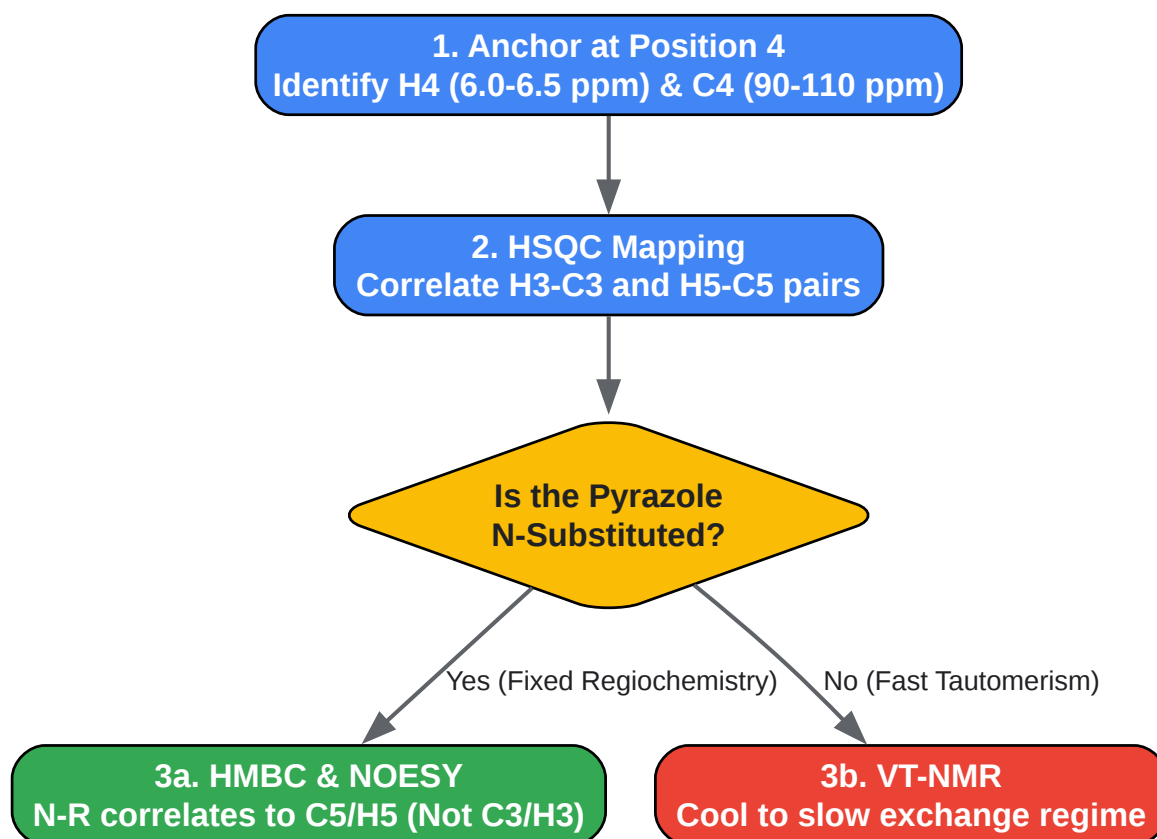 1. Anchor at Position 4
Identify H4 (6.0-6.5 ppm) & C4 (90-110 ppm)
2. HSQC Mapping
Correlate H3-C3 and H5-C5 pairs
Is the Pyrazole
N-Substituted?
Yes (Fixed Regiochemistry)
No (Fast Tautomerism)
3a. HMBC & NOESY
N-R correlates to C5/H5 (Not C3/H3)
3b. VT-NMR
Cool to slow exchange regime